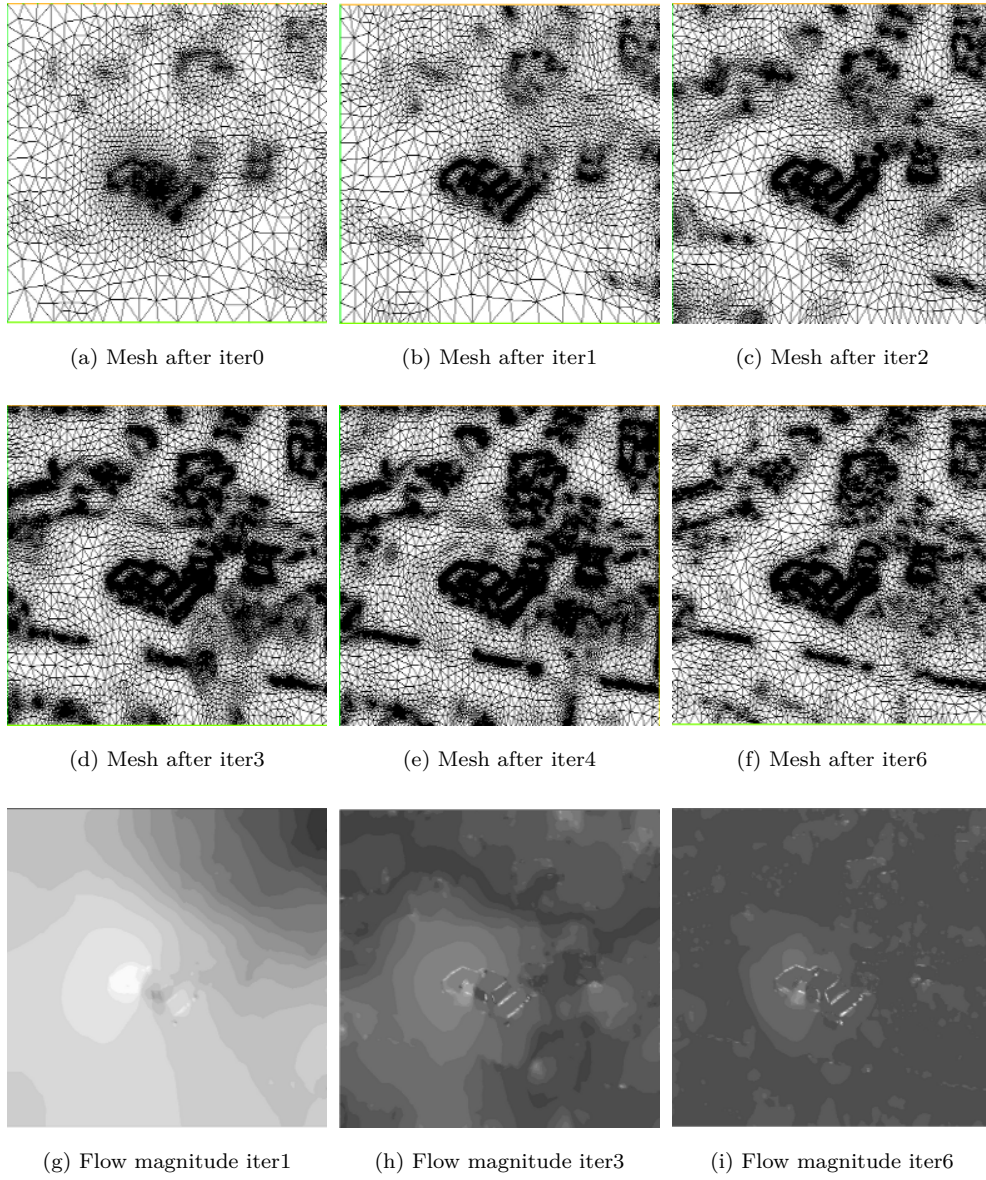 (a) Mesh after iter0
(b) Mesh after iter1
(c) Mesh after iter2
(d) Mesh after iter3
(e) Mesh after iter4
(f) Mesh after iter6
(g) Flow magnitude iter1
(h) Flow magnitude iter3
(i) Flow magnitude iter6